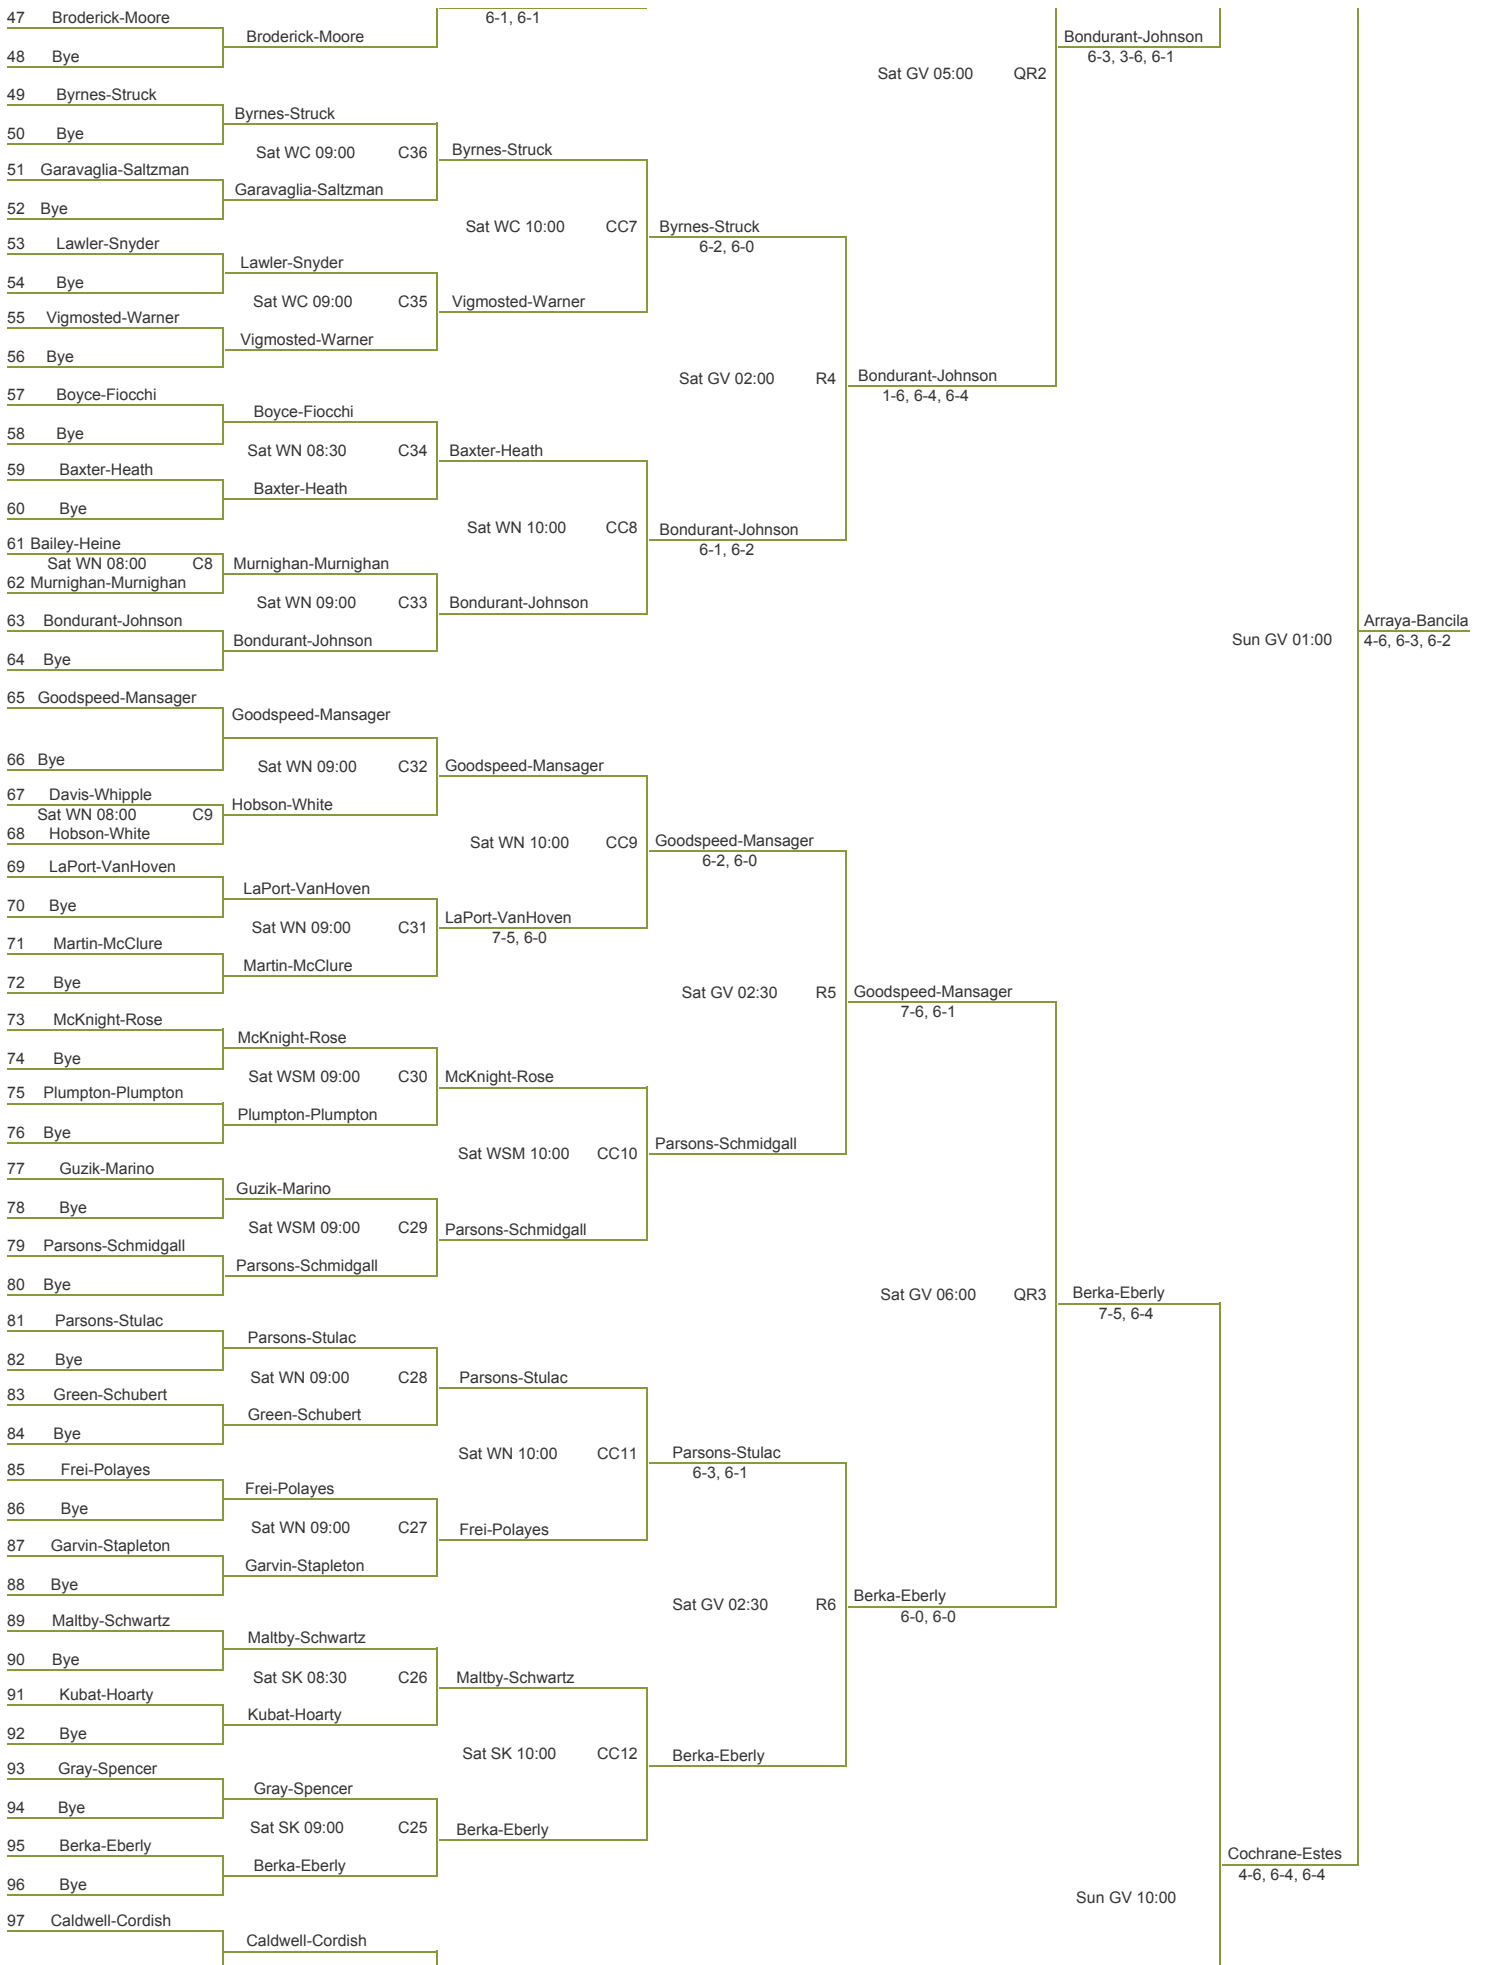 47 Broderick-Moore 6-1, 6-1
Broderick-Moore Bondurant-Johnson
48 Bye 6-3, 3-6, 6-1
Sat GV 05:00 QR2
49 Byrnes-Struck
Byrnes-Struck
50 Bye
Sat WC 09:00 C36 Byrnes-Struck
51 Garavaglia-Saltzman
Garavaglia-Saltzman
52 Bye
Sat WC 10:00 CC7 Byrnes-Struck
53 Lawler-Snyder 6-2, 6-0
Lawler-Snyder
54 Bye
Sat WC 09:00 C35 Vigmosted-Warner
55 Vigmosted-Warner
Vigmosted-Warner
56 Bye
Sat GV 02:00 R4 Bondurant-Johnson
57 Boyce-Fiocchi 1-6, 6-4, 6-4
Boyce-Fiocchi
58 Bye
Sat WN 08:30 C34 Baxter-Heath
59 Baxter-Heath
Baxter-Heath
60 Bye
Sat WN 10:00 CC8 Bondurant-Johnson
61 Bailey-Heine 6-1, 6-2
Sat WN 08:00 C8 Murnighan-Murnighan
62 Murnighan-Murnighan
Sat WN 09:00 C33 Bondurant-Johnson
63 Bondurant-Johnson Arraya-Bancila
Bondurant-Johnson Sun GV 01:00 4-6, 6-3, 6-2
64 Bye
65 Goodspeed-Mansager
Goodspeed-Mansager
66 Bye
Sat WN 09:00 C32 Goodspeed-Mansager
67 Davis-Whipple
Hobson-White
Sat WN 08:00 C9
68 Hobson-White
Sat WN 10:00 CC9 Goodspeed-Mansager
6-2, 6-0
69 LaPort-VanHoven
LaPort-VanHoven
70 Bye
Sat WN 09:00 C31 LaPort-VanHoven
7-5, 6-0
71 Martin-McClure
Martin-McClure
72 Bye
Sat GV 02:30 R5 Goodspeed-Mansager
7-6, 6-1
73 McKnight-Rose
McKnight-Rose
74 Bye
Sat WSM 09:00 C30 McKnight-Rose
75 Plumpton-Plumpton
Plumpton-Plumpton
76 Bye
Sat WSM 10:00 CC10 Parsons-Schmidgall
77 Guzik-Marino
Guzik-Marino
78 Bye
Sat WSM 09:00 C29 Parsons-Schmidgall
79 Parsons-Schmidgall
Parsons-Schmidgall
80 Bye
Sat GV 06:00 QR3 Berka-Eberly
7-5, 6-4
81 Parsons-Stulac
Parsons-Stulac
82 Bye
Sat WN 09:00 C28 Parsons-Stulac
83 Green-Schubert
Green-Schubert
84 Bye
Sat WN 10:00 CC11 Parsons-Stulac
6-3, 6-1
85 Frei-Polayes
Frei-Polayes
86 Bye
Sat WN 09:00 C27 Frei-Polayes
87 Garvin-Stapleton
Garvin-Stapleton
88 Bye
Sat GV 02:30 R6 Berka-Eberly
6-0, 6-0
89 Maltby-Schwartz
Maltby-Schwartz
90 Bye
Sat SK 08:30 C26 Maltby-Schwartz
91 Kubat-Hoarty
Kubat-Hoarty
92 Bye
Sat SK 10:00 CC12 Berka-Eberly
93 Gray-Spencer
Gray-Spencer
94 Bye
Sat SK 09:00 C25 Berka-Eberly
95 Berka-Eberly
Berka-Eberly Cochrane-Estes
4-6, 6-4, 6-4
96 Bye
Sun GV 10:00
97 Caldwell-Cordish
Caldwell-Cordish